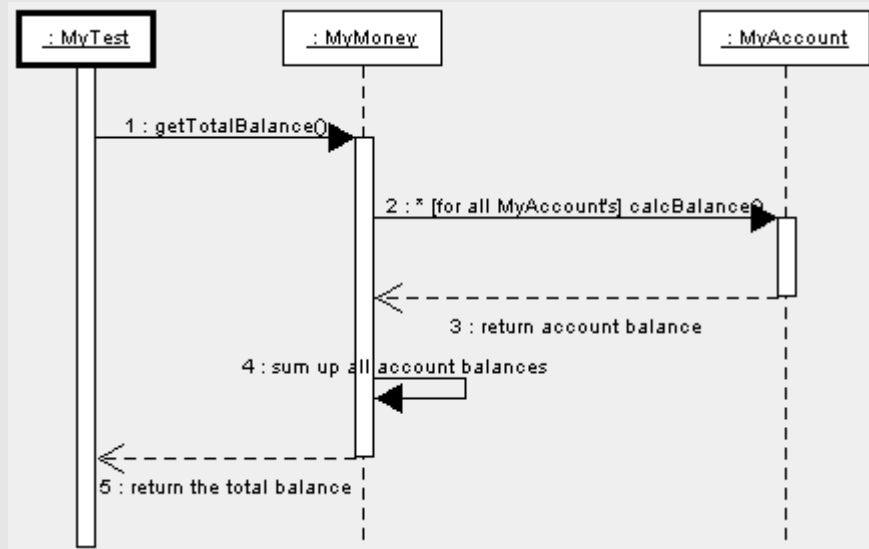 : MyTest
: MyMoney
: MyAccount
1 : getTotalBalance()
2 : * [for all MyAccount's] calcBalance()
3 : return account balance
4 : sum up all account balances
5 : return the total balance